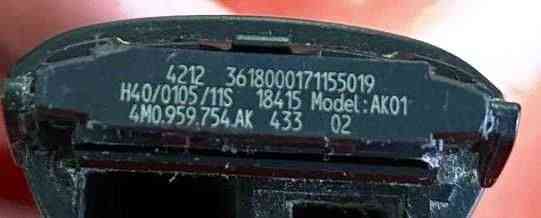 4212 3618000171155019
H40/0105/11S 18415 Model:AK01
4M0.959.754.AK 433 02